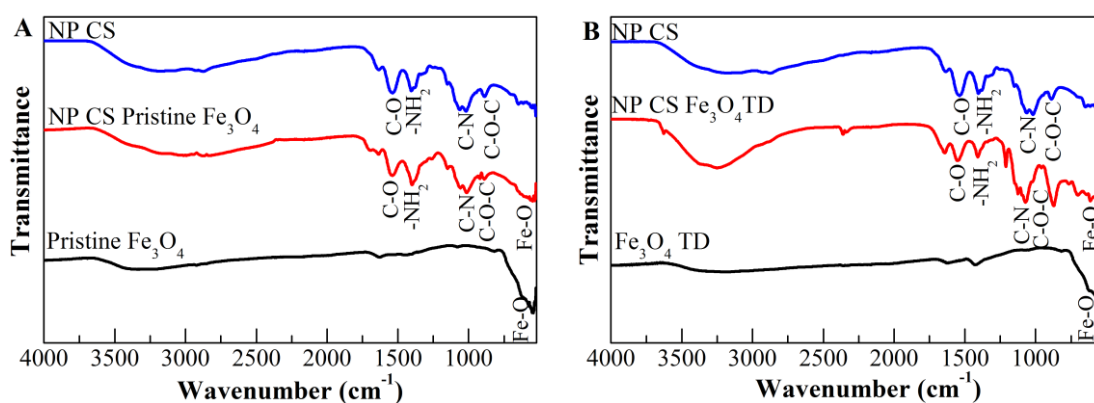 A
NP CS
C-O
-NH2
C-N
C-O-C
NP CS Pristine Fe3O4
C-O
-NH2
C-N
C-O-C
Fe-O
Pristine Fe3O4
Fe-O
Transmittance
4000 3500 3000 2500 2000 1500 1000
Wavenumber (cm-1)
B
NP CS
C-O
-NH2
C-N
C-O-C
NP CS Fe3O4TD
C-O
-NH2
C-N
C-O-C
Fe-O
Fe3O4 TD
Fe-O
Transmittance
4000 3500 3000 2500 2000 1500 1000
Wavenumber (cm-1)